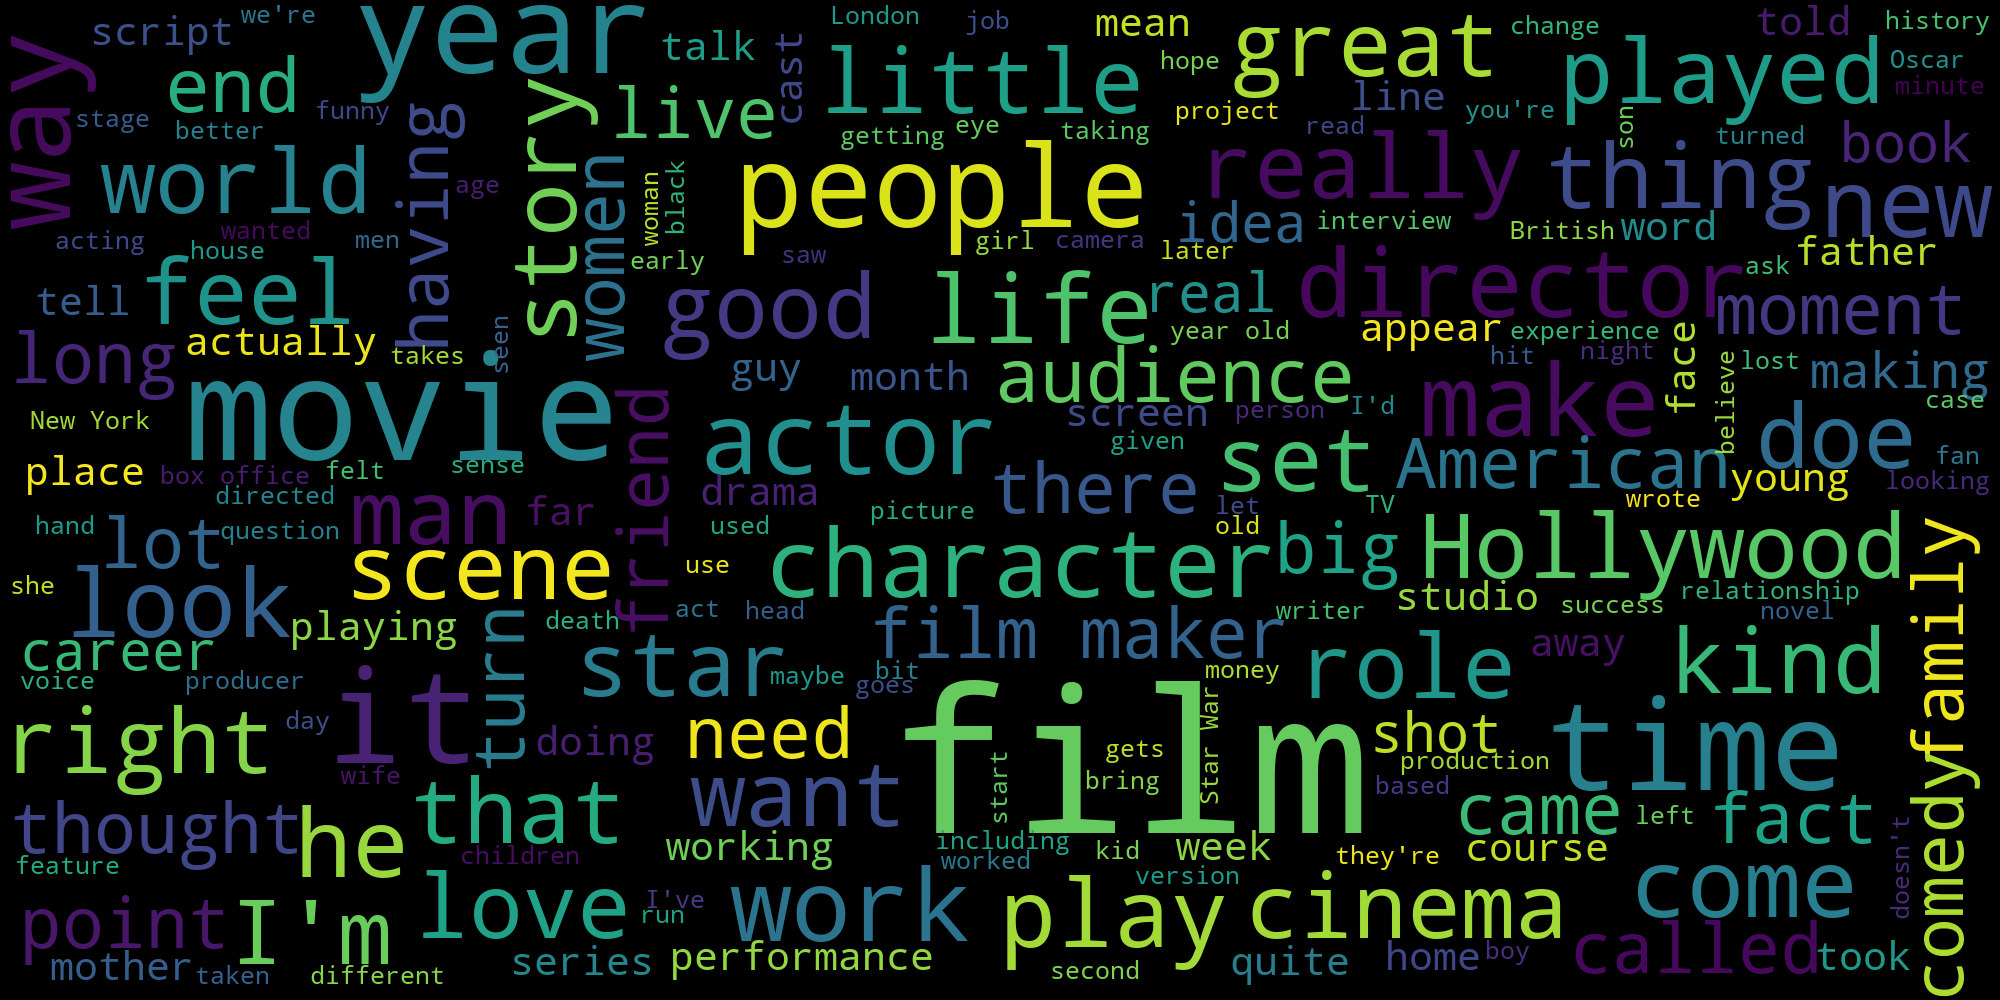 we're
London
job
mean
change
told
history
script
year
talk
cast
little
hope
great
played
Oscar
way
end
live
line
minute
stage
funny
project
you're
better
having
story
getting
eye
taking
read
son
turned
book
world
age
women
woman
black
people
really
thing
new
wanted
idea
interview
British
word
acting
men
girl
camera
later
father
house
early
saw
tell
feel
good
life
real
director
ask
moment
seen
year old
appear
experience
long
actually
takes
guy
month
audience
hit
night
face
believe
lost
making
movie
friend
screen
person
I'd
make
case
New York
actor
given
set
doe
place
box office
felt
sense
American
fan
directed
drama
there
let
TV
young
looking
man
far
picture
wrote
hand
question
used
old
lot
scene
character
big
Hollywood
comedy family
she
look
use
studio
success
relationship
playing
turn
death
act
head
film maker
writer
novel
career
star
role
away
kind
voice
producer
maybe
bit
goes
money
right
it
day
doing
need
film
Star War
shot
time
gets
wife
start
bring
production
based
thought
he
that
want
came
left
fact
doesn't
feature
children
working
including
worked
kid
week
they're
course
version
point
I'm
love
I've
run
work
play
cinema
come
mother
taken
different
series
performance
second
quite
home
boy
called
took